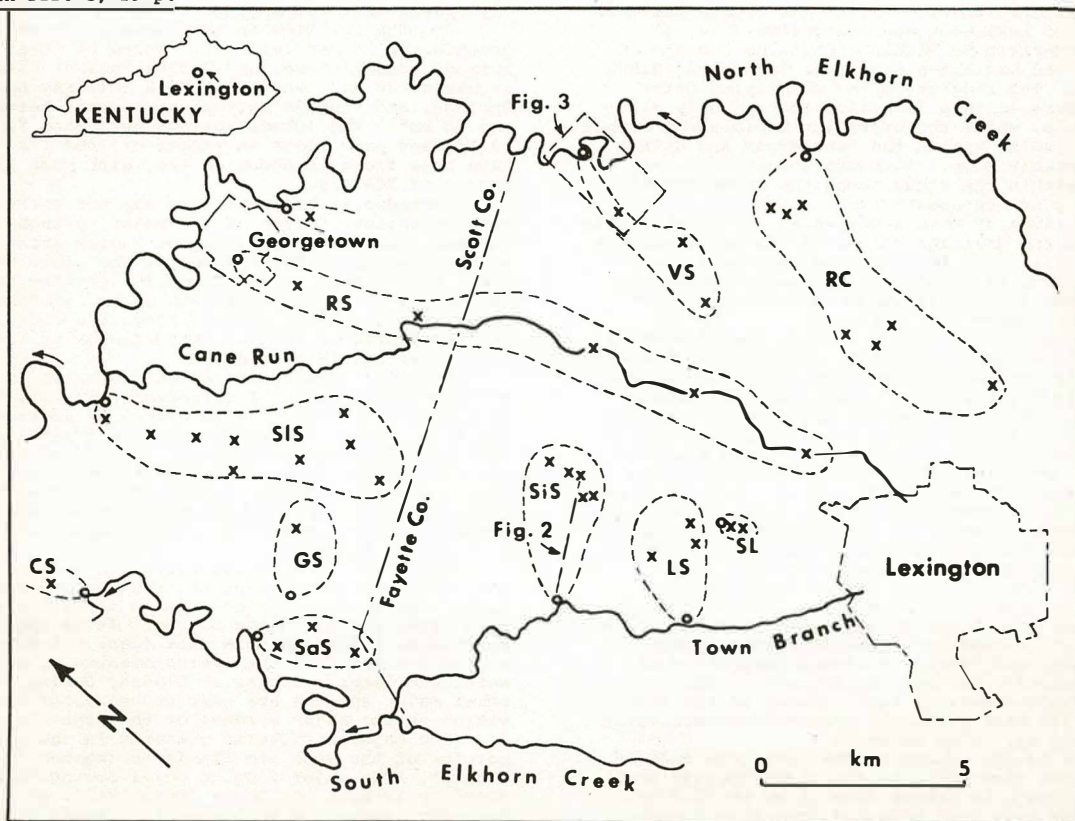 Lexington
KENTUCKY
North Elkhorn Creek
Fig. 3
Georgetown
Scott Co.
VS
RC
RS
Cane Run
SlS
SiS
Fig. 2
Fayette Co.
GS
LS
SL
Lexington
CS
SaS
Town Branch
N
South Elkhorn Creek
0 km 5